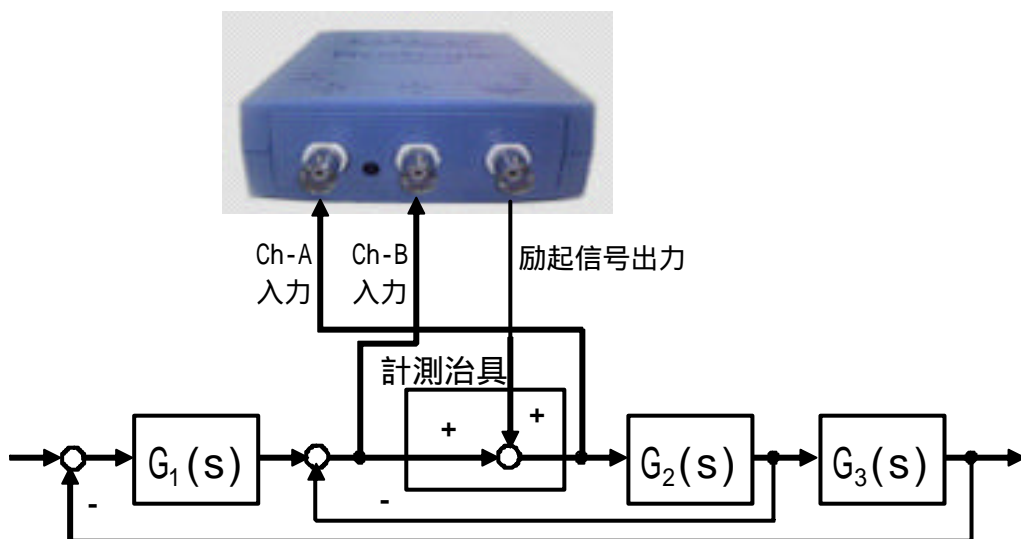 Ch-A
入力
Ch-B
入力
励起信号出力
計測治具
+
+
G1(s)
G2(s)
G3(s)
-
-